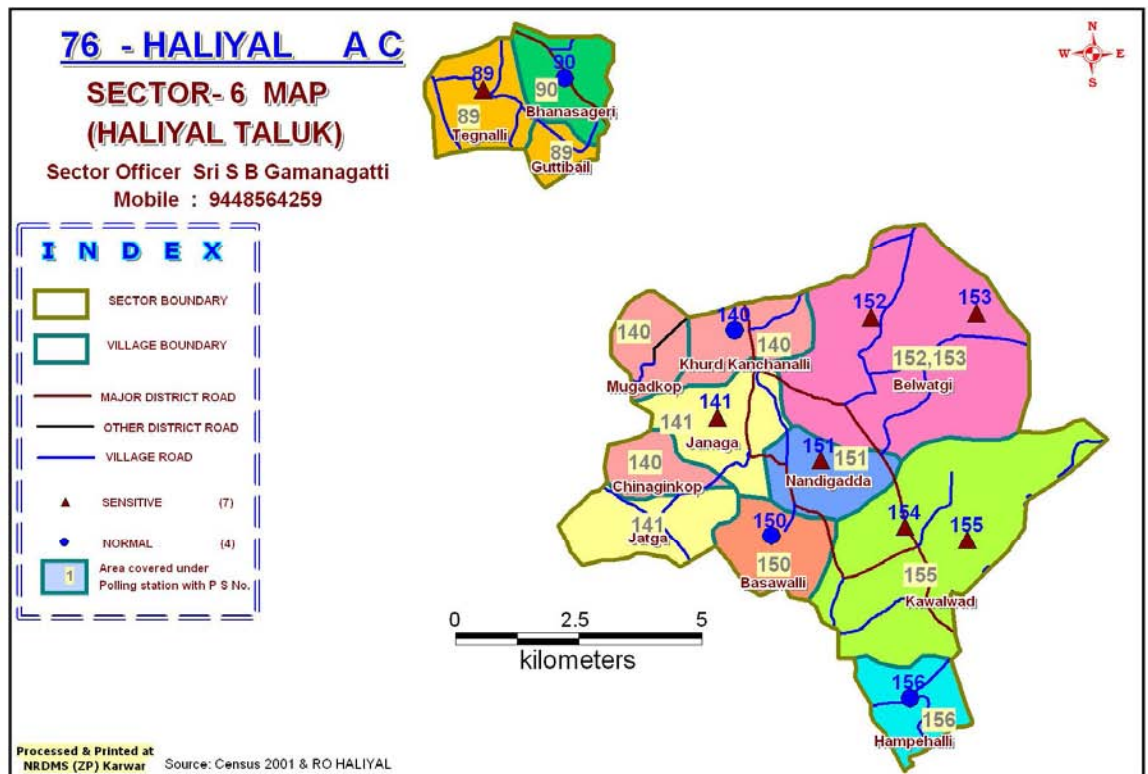 76 - HALIYAL A C
SECTOR- 6 MAP
(HALIYAL TALUK)
Sector Officer Sri S B Gamanagatti
Mobile : 9448564259
N
W E
S
I N D E X
SECTOR BOUNDARY
VILLAGE BOUNDARY
MAJOR DISTRICT ROAD
OTHER DISTRICT ROAD
VILLAGE ROAD
SENSITIVE (7)
NORMAL (4)
1 Area covered under
Polling station with P S No.
89
90
90
Bhanasageri
89
Tegnalli
89
Guttibail
152
153
140
140
140
Khurd Kanchanalli
152,153
Belwatgi
Mugadkop
141
141
Janaga
151
151
Nandigadda
140
Chinaginkop
141
Jatga
150
150
Basawalli
154
155
155
Kawalwad
156
156
Hampehalli
0 2.5 5
kilometers
Processed & Printed at
NRDMS (ZP) Karwar
Source: Census 2001 & RO HALIYAL